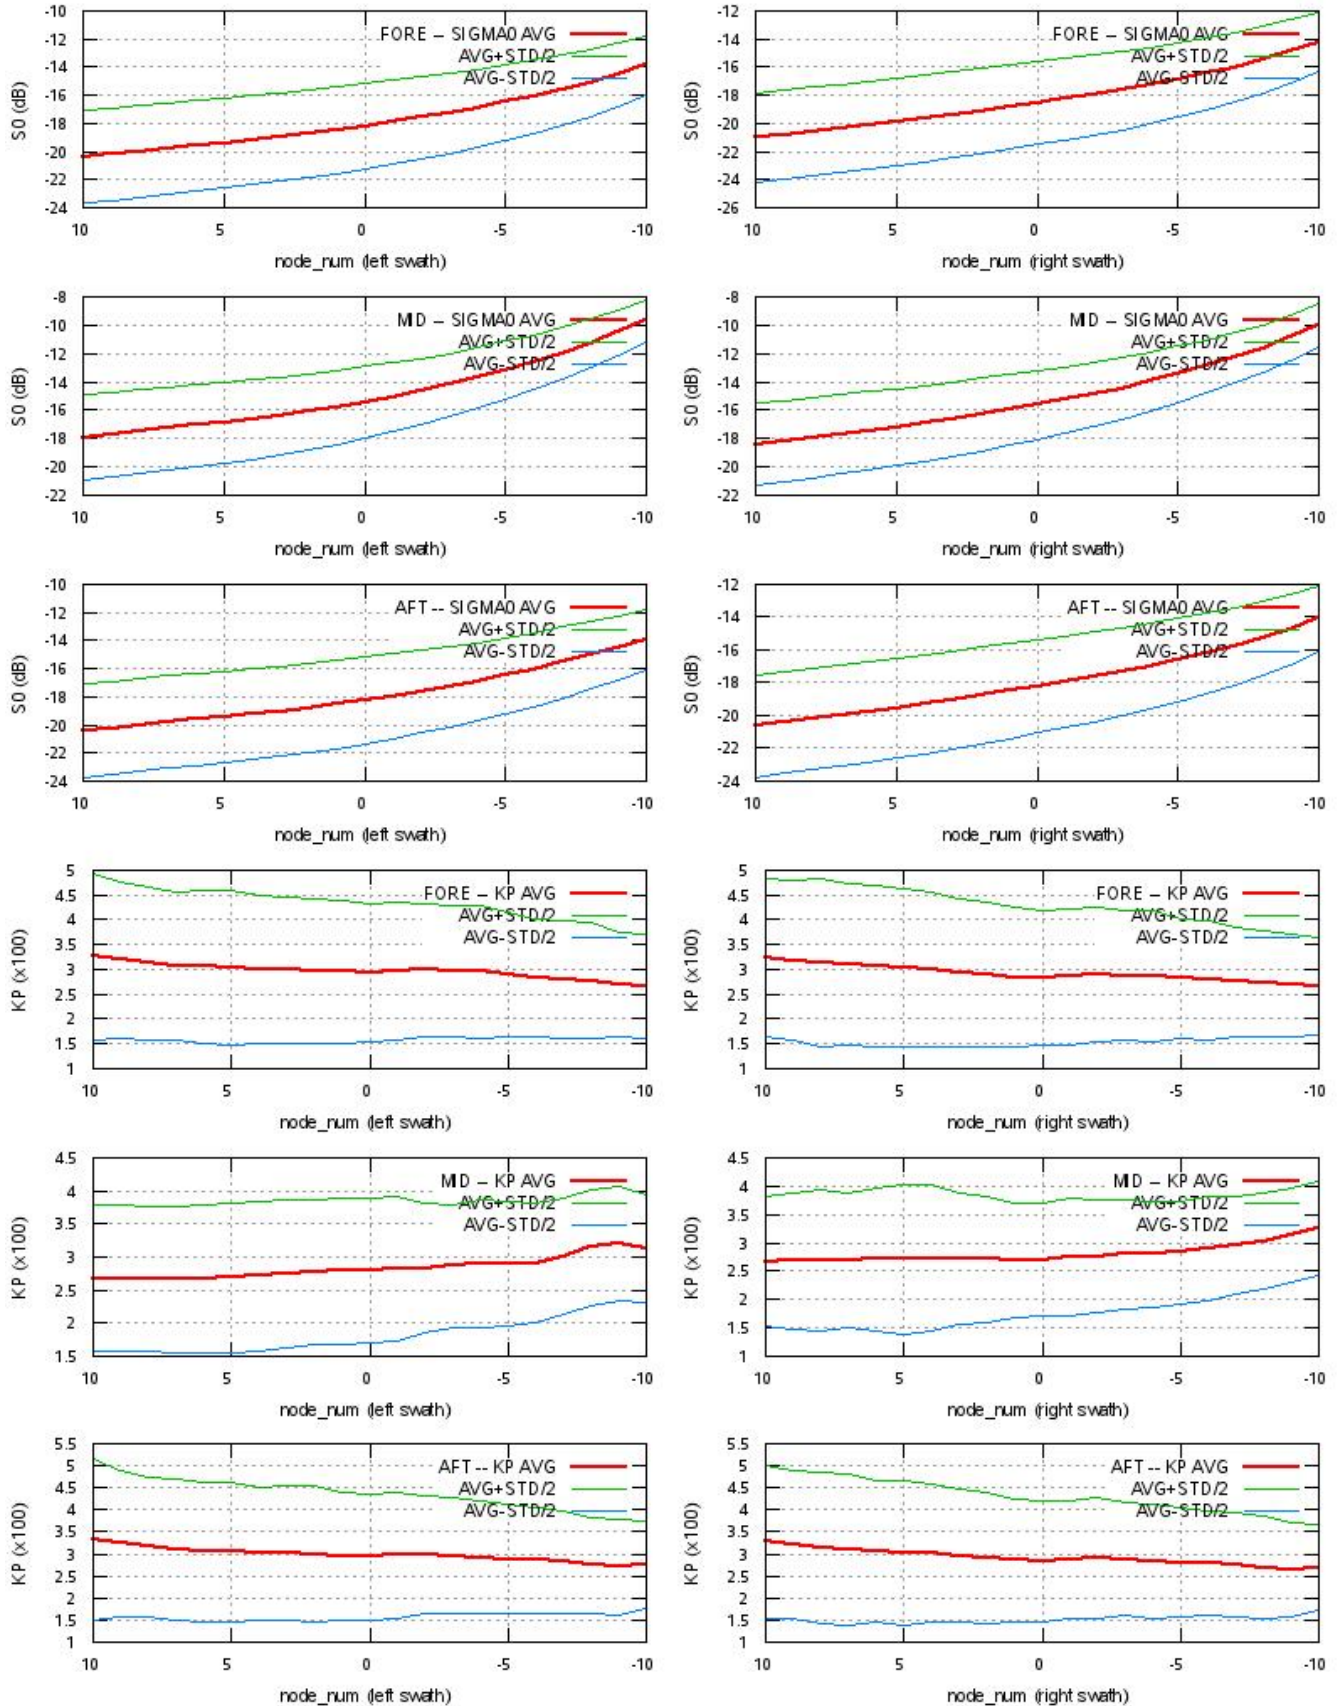 -10
-12
-14
-16
-18
-20
-22
-24
S0 (dB)
FORE -- SIGMA0 AVG
AVG+STD/2
AVG-STD/2
10 5 0 -5 -10
node_num (left swath)
-12
-14
-16
-18
-20
-22
-24
-26
S0 (dB)
FORE -- SIGMA0 AVG
AVG+STD/2
AVG-STD/2
10 5 0 -5 -10
node_num (right swath)
-8
-10
-12
-14
-16
-18
-20
-22
S0 (dB)
MID -- SIGMA0 AVG
AVG+STD/2
AVG-STD/2
10 5 0 -5 -10
node_num (left swath)
-8
-10
-12
-14
-16
-18
-20
-22
S0 (dB)
MID -- SIGMA0 AVG
AVG+STD/2
AVG-STD/2
10 5 0 -5 -10
node_num (right swath)
-10
-12
-14
-16
-18
-20
-22
-24
S0 (dB)
AFT -- SIGMA0 AVG
AVG+STD/2
AVG-STD/2
10 5 0 -5 -10
node_num (left swath)
-12
-14
-16
-18
-20
-22
-24
S0 (dB)
AFT -- SIGMA0 AVG
AVG+STD/2
AVG-STD/2
10 5 0 -5 -10
node_num (right swath)
5
4.5
4
3.5
3
2.5
2
1.5
1
KP (x100)
FORE -- KP AVG
AVG+STD/2
AVG-STD/2
10 5 0 -5 -10
node_num (left swath)
5
4.5
4
3.5
3
2.5
2
1.5
1
KP (x100)
FORE -- KP AVG
AVG+STD/2
AVG-STD/2
10 5 0 -5 -10
node_num (right swath)
4.5
4
3.5
3
2.5
2
1.5
KP (x100)
MID -- KP AVG
AVG+STD/2
AVG-STD/2
10 5 0 -5 -10
node_num (left swath)
4.5
4
3.5
3
2.5
2
1.5
1
KP (x100)
MID -- KP AVG
AVG+STD/2
AVG-STD/2
10 5 0 -5 -10
node_num (right swath)
5.5
5
4.5
4
3.5
3
2.5
2
1.5
1
KP (x100)
AFT -- KP AVG
AVG+STD/2
AVG-STD/2
10 5 0 -5 -10
node_num (left swath)
5.5
5
4.5
4
3.5
3
2.5
2
1.5
1
KP (x100)
AFT -- KP AVG
AVG+STD/2
AVG-STD/2
10 5 0 -5 -10
node_num (right swath)